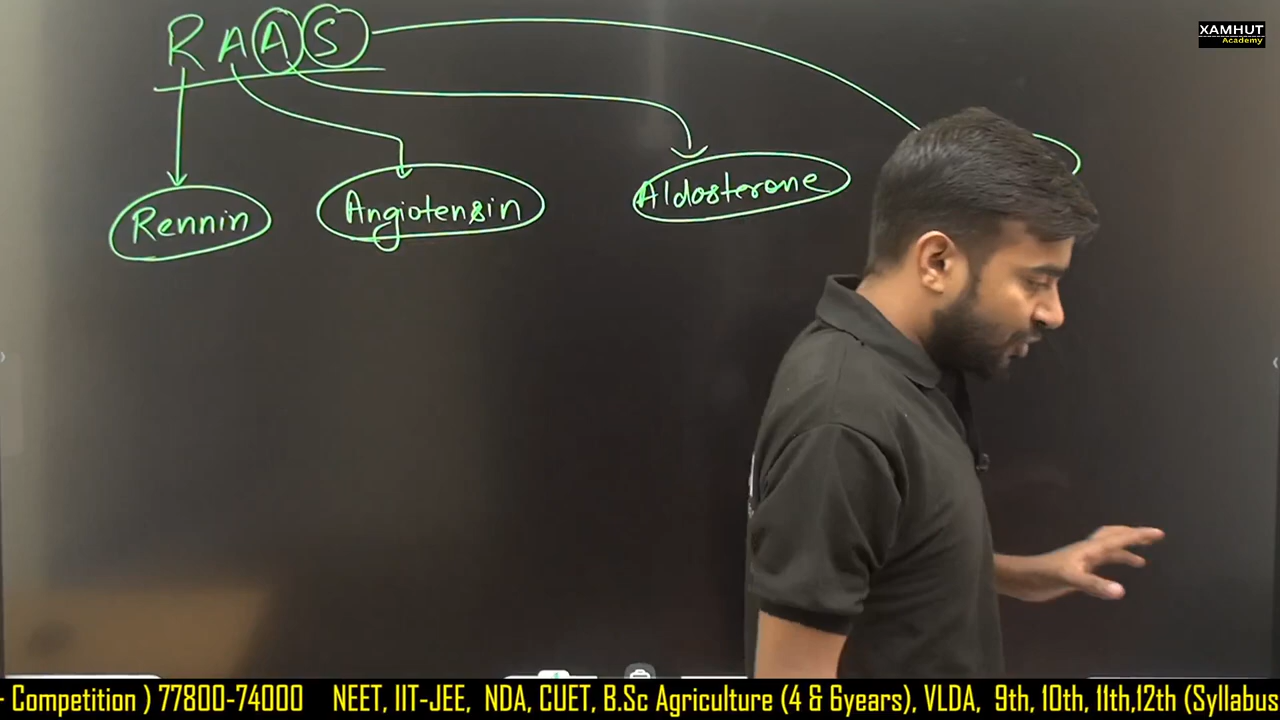 RAAS
XAMHUT
Academy
Rennin Angiotensin Aldosterone
- Competition ) 77800-74000 NEET, IIT-JEE, NDA, CUET, B.Sc Agriculture (4 & 6years), VLDA, 9th, 10th, 11th,12th (Syllabus